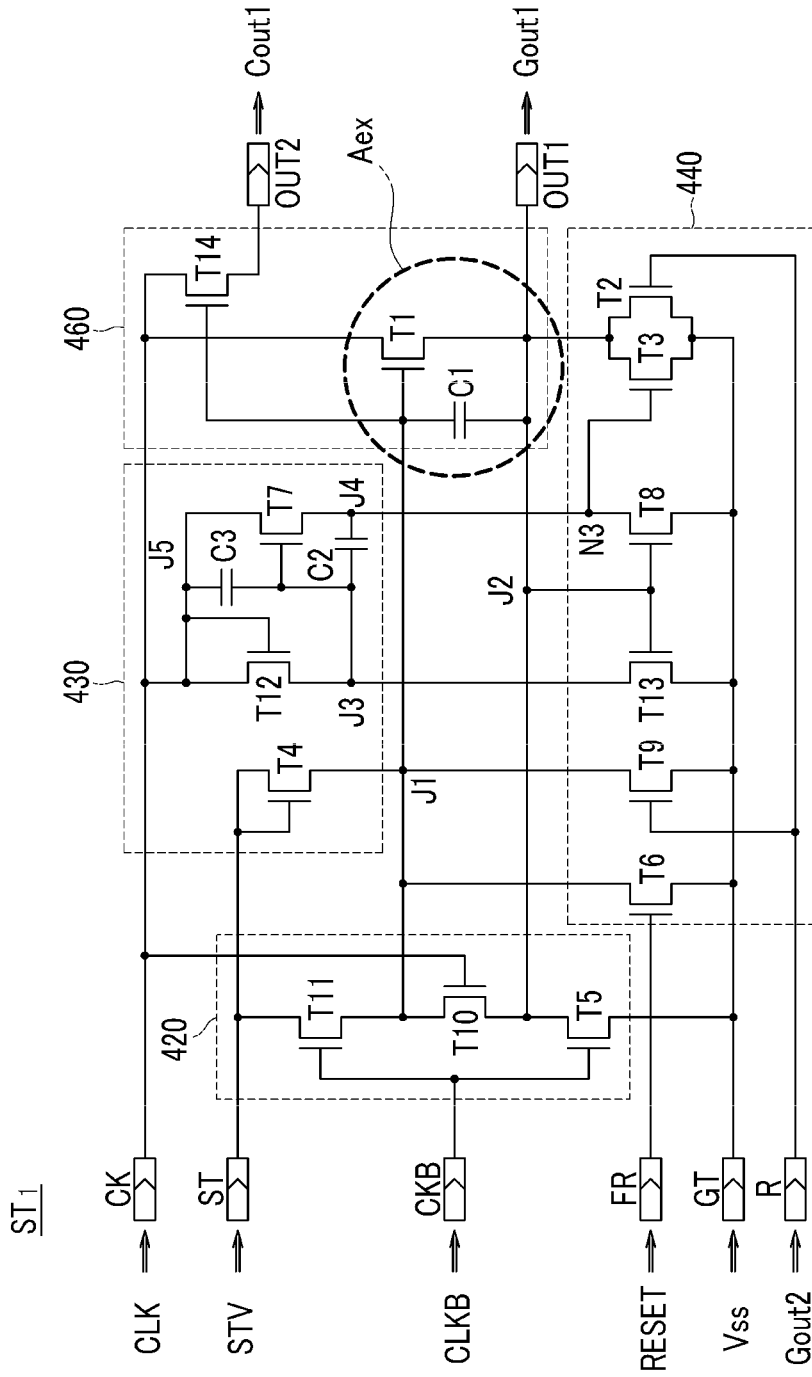 ST1
CLK
CK
STV
ST
CLKB
CKB
RESET
FR
Vss
GT
Gout2
R
420
T11
T10
T5
430
T4
T12
C3
T7
C2
J5
J4
J3
J1
J2
N3
460
T14
T1
C1
Aex
OUT2
Cout1
OUT1
Gout1
440
T6
T9
T13
T8
T3
T2